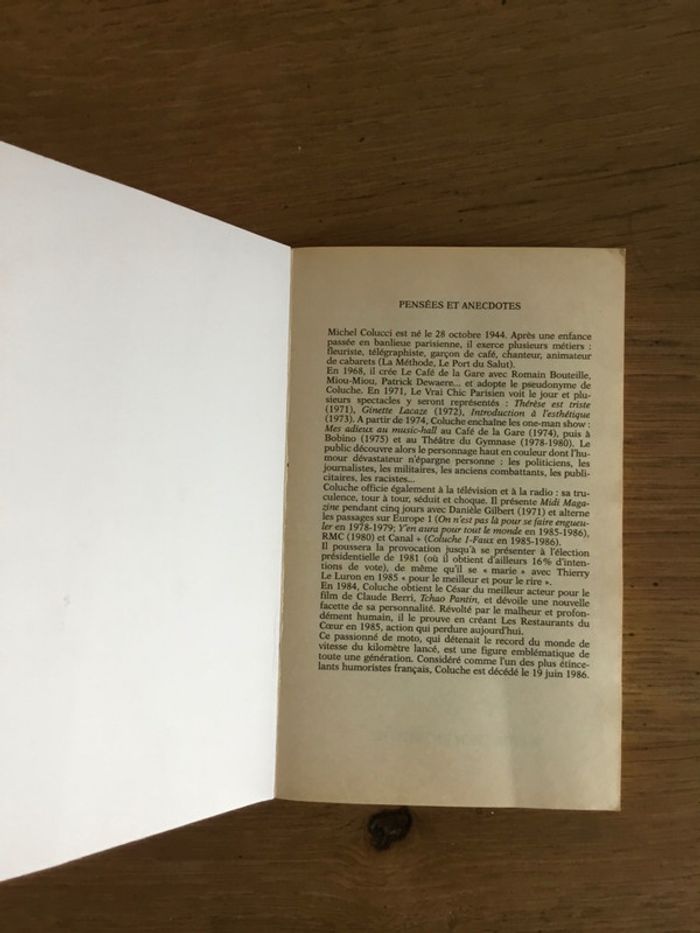 PENSÉES ET ANECDOTES
Michel Colucci est né le 28 octobre 1944. Après une enfance
passée en banlieue parisienne, il exerce plusieurs métiers :
fleuriste, télégraphiste, garçon de café, chanteur, animateur
de cabarets (La Méthode, Le Port du Salut).
En 1968, il crée Le Café de la Gare avec Romain Bouteille,
Miou-Miou, Patrick Dewaere... et adopte le pseudonyme de
Coluche. En 1971, Le Vrai Chic Parisien voit le jour et plu-
sieurs spectacles y seront représentés : Thérèse est triste
(1971), Ginette Lacaze (1972), Introduction à l'esthétique
(1973). A partir de 1974, Coluche enchaîne les one-man show :
Mes adieux au music-hall au Café de la Gare (1974), puis à
Bobino (1975) et au Théâtre du Gymnase (1978-1980). Le
public découvre alors le personnage haut en couleur dont l'hu-
mour dévastateur n'épargne personne : les politiciens, les
journalistes, les militaires, les anciens combattants, les publi-
citaires, les racistes...
Coluche officie également à la télévision et à la radio : sa tru-
culence, tour à tour, séduit et choque. Il présente Midi Maga-
zine pendant cinq jours avec Danièle Gilbert (1971) et alterne
les passages sur Europe 1 (On n'est pas là pour se faire engueu-
ler en 1978-1979; Y'en aura pour tout le monde en 1985-1986),
RMC (1980) et Canal + (Coluche 1-Faux en 1985-1986).
Il poussera la provocation jusqu'à se présenter à l'élection
présidentielle de 1981 (où il obtient d'ailleurs 16 % d'inten-
tions de vote), de même qu'il se « marie » avec Thierry
Le Luron en 1985 « pour le meilleur et pour le rire ».
En 1984, Coluche obtient le César du meilleur acteur pour le
film de Claude Berri, Tchao Pantin, et dévoile une nouvelle
facette de sa personnalité. Révolté par le malheur et profon-
dément humain, il le prouve en créant Les Restaurants du
Cœur en 1985, action qui perdure aujourd'hui.
Ce passionné de moto, qui détenait le record du monde de
vitesse du kilomètre lancé, est une figure emblématique de
toute une génération. Considéré comme l'un des plus étince-
lants humoristes français, Coluche est décédé le 19 juin 1986.